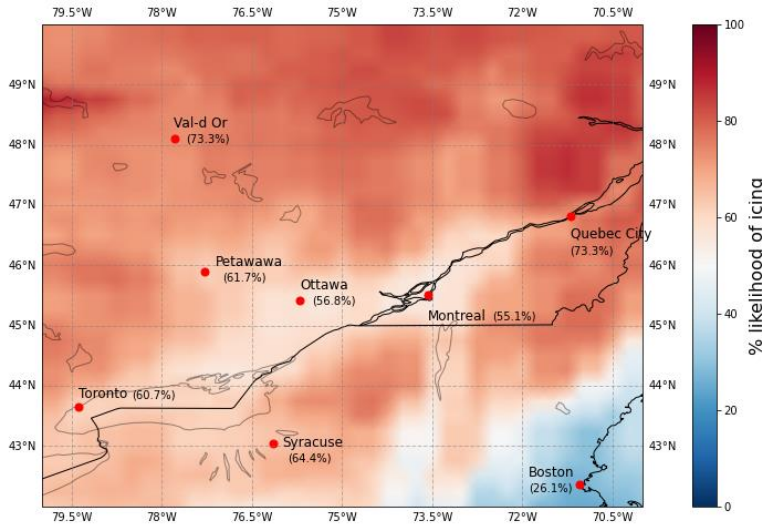 79.5°W 78°W 76.5°W 75°W 73.5°W 72°W 70.5°W
100
49°N 49°N
Val-d Or
(73.3%)
80
48°N 48°N
47°N 47°N
Quebec City
(73.3%)
60
Petawawa
(61.7%)
46°N 46°N
Ottawa
(56.8%)
Montreal (55.1%)
45°N 45°N
40
44°N 44°N
Toronto (60.7%)
43°N 43°N
Syracuse
(64.4%)
20
Boston
(26.1%)
0
79.5°W 78°W 76.5°W 75°W 73.5°W 72°W 70.5°W
% likelihood of icing